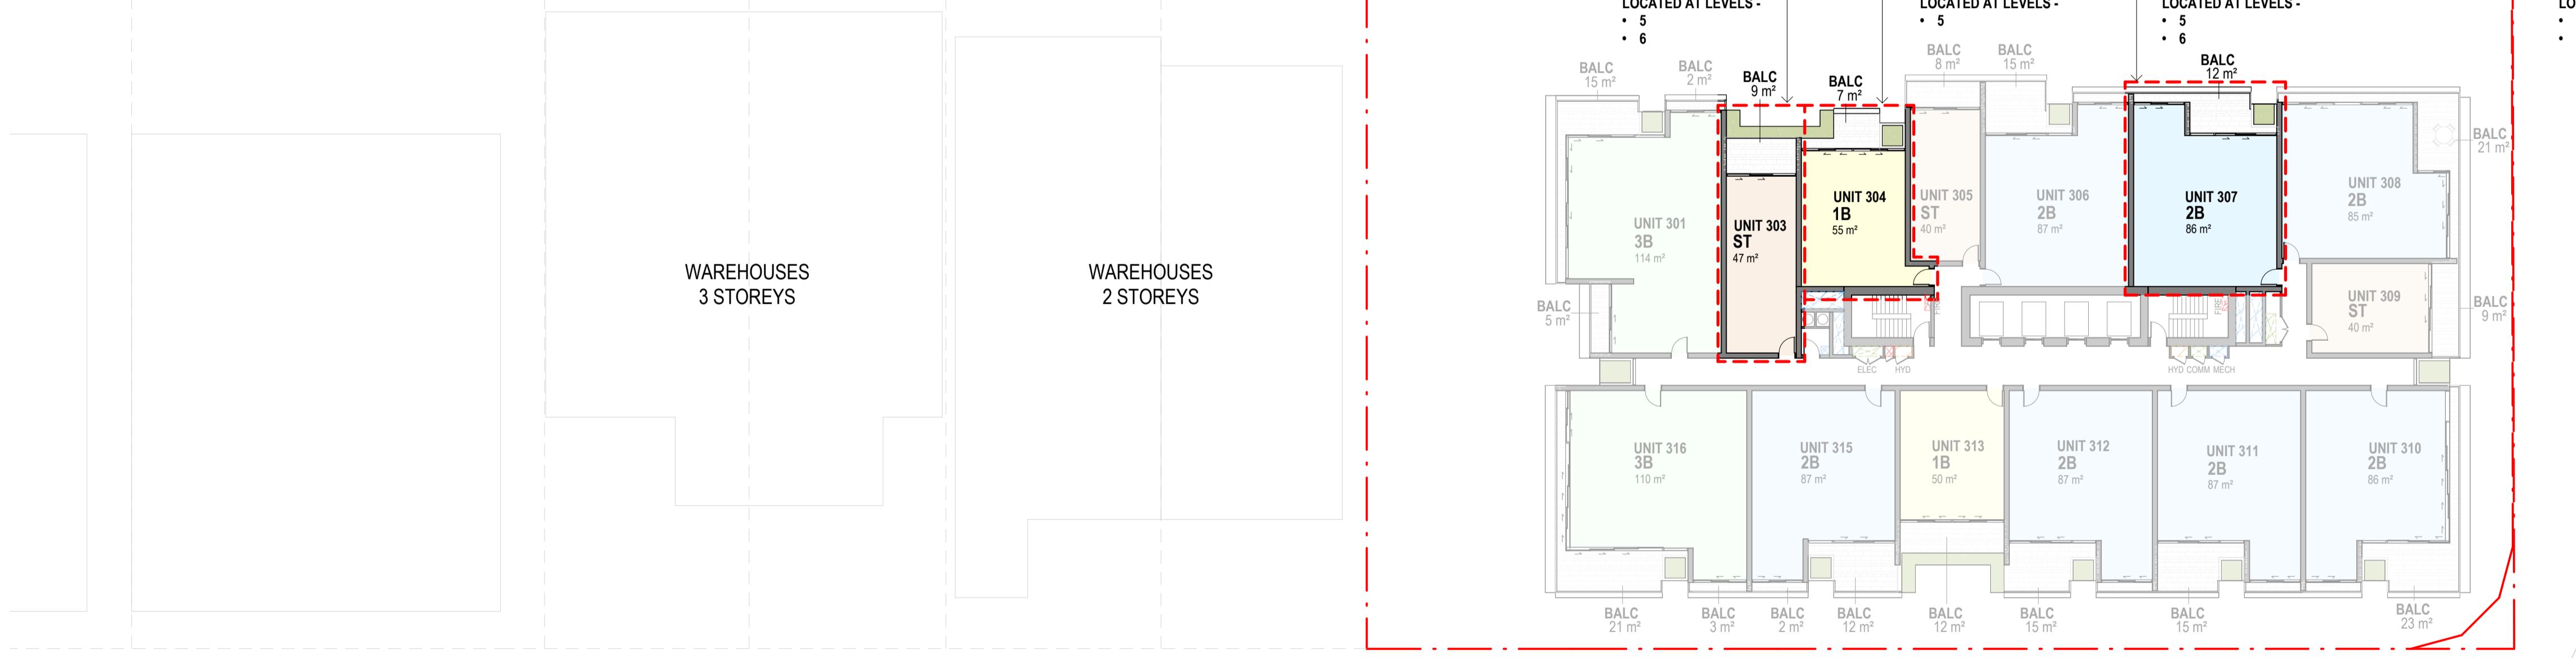 LOCATED AT LEVELS -
• 5
• 6
LOCATED AT LEVELS -
• 5
LOCATED AT LEVELS -
• 5
• 6
LO
•
•
BALC
15 m²
BALC
2 m²
BALC
9 m²
BALC
7 m²
BALC
8 m²
BALC
15 m²
BALC
12 m²
BALC
21 m²
UNIT 301
3B
114 m²
UNIT 303
ST
47 m²
UNIT 304
1B
55 m²
UNIT 305
ST
40 m²
UNIT 306
2B
87 m²
UNIT 307
2B
86 m²
UNIT 308
2B
85 m²
WAREHOUSES
3 STOREYS
WAREHOUSES
2 STOREYS
BALC
5 m²
UNIT 309
ST
40 m²
BALC
9 m²
ELEC
HYD
HYD COMM MECH
UNIT 316
3B
110 m²
UNIT 315
2B
87 m²
UNIT 313
1B
50 m²
UNIT 312
2B
87 m²
UNIT 311
2B
87 m²
UNIT 310
2B
86 m²
BALC
21 m²
BALC
3 m²
BALC
2 m²
BALC
12 m²
BALC
12 m²
BALC
15 m²
BALC
15 m²
BALC
23 m²